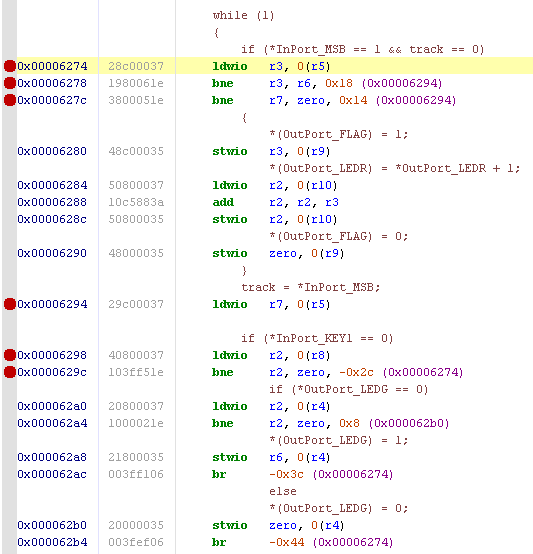 while (1)
{
if (*InPort_MSB == 1 && track == 0)
0x00006274 28c00037 ldwio r3, 0(r5)
0x00006278 1980061e bne r3, r6, 0x18 (0x00006294)
0x0000627c 3800051e bne r7, zero, 0x14 (0x00006294)
{
*(OutPort_FLAG) = 1;
0x00006280 48c00035 stwio r3, 0(r9)
*(OutPort_LEDR) = *OutPort_LEDR + 1;
0x00006284 50800037 ldwio r2, 0(r10)
0x00006288 10c5883a add r2, r2, r3
0x0000628c 50800035 stwio r2, 0(r10)
*(OutPort_FLAG) = 0;
0x00006290 48000035 stwio zero, 0(r9)
}
track = *InPort_MSB;
0x00006294 29c00037 ldwio r7, 0(r5)
if (*InPort_KEY1 == 0)
0x00006298 40800037 ldwio r2, 0(r8)
0x0000629c 103ff51e bne r2, zero, -0x2c (0x00006274)
if (*OutPort_LEDG == 0)
0x000062a0 20800037 ldwio r2, 0(r4)
0x000062a4 1000021e bne r2, zero, 0x8 (0x000062b0)
*(OutPort_LEDG) = 1;
0x000062a8 21800035 stwio r6, 0(r4)
0x000062ac 003ff106 br -0x3c (0x00006274)
else
*(OutPort_LEDG) = 0;
0x000062b0 20000035 stwio zero, 0(r4)
0x000062b4 003fef06 br -0x44 (0x00006274)